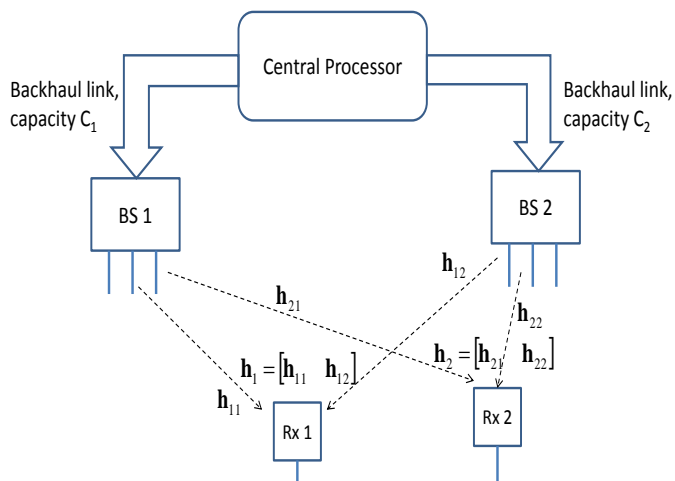 Central Processor
Backhaul link,
capacity C₁
Backhaul link,
capacity C₂
BS 1
BS 2
h₁₂
h₂₁
h₂₂
h₁ = [h₁₁ h₁₂]
h₂ = [h₂₁ h₂₂]
h₁₁
Rx 1
Rx 2